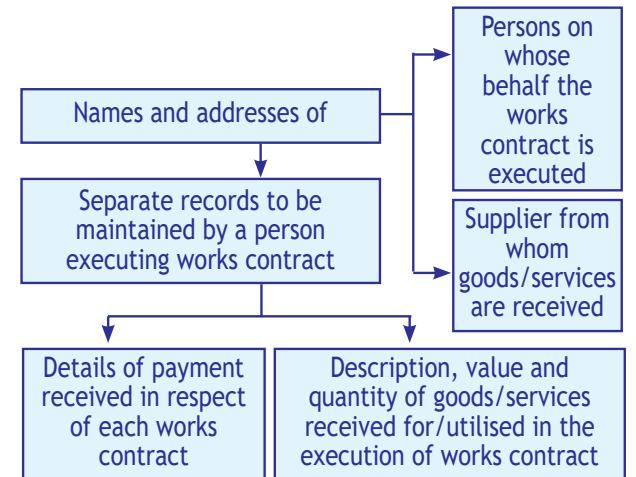 Persons on
whose
behalf the
works
contract is
executed
Names and addresses of
Separate records to be
maintained by a person
executing works contract
Supplier from
whom
goods/services
are received
Details of payment
received in respect
of each works
contract
Description, value and
quantity of goods/services
received for/utilised in the
execution of works contract